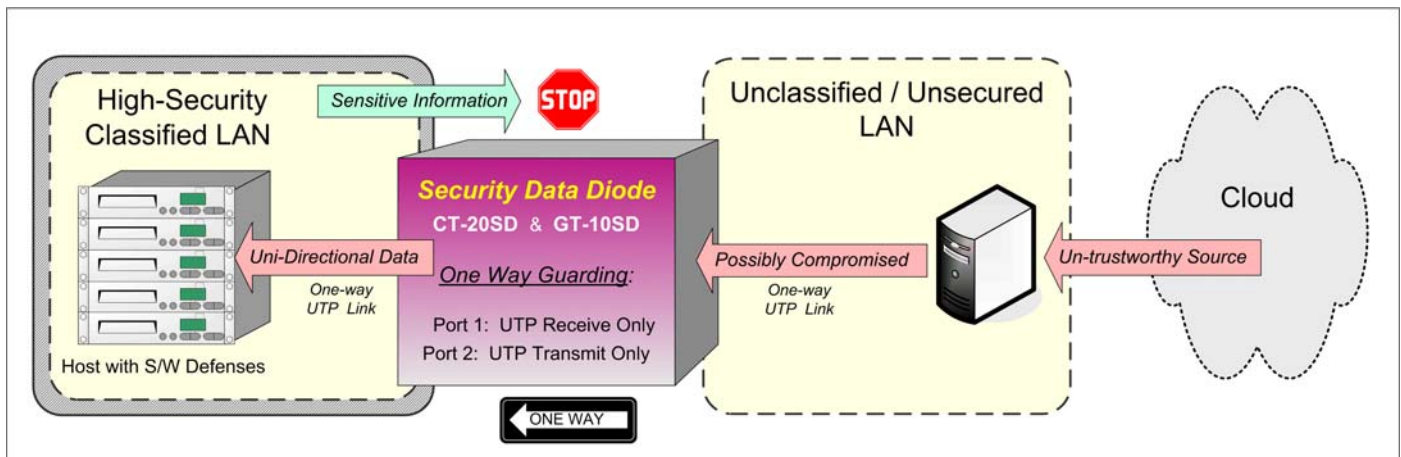 High-Security
Classified LAN
Sensitive Information
STOP
Unclassified / Unsecured
LAN
Cloud
Security Data Diode
CT-20SD & GT-10SD
One Way Guarding:
Port 1: UTP Receive Only
Port 2: UTP Transmit Only
Uni-Directional Data
One-way
UTP Link
Possibly Compromised
One-way
UTP Link
Un-trustworthy Source
Host with S/W Defenses
ONE WAY